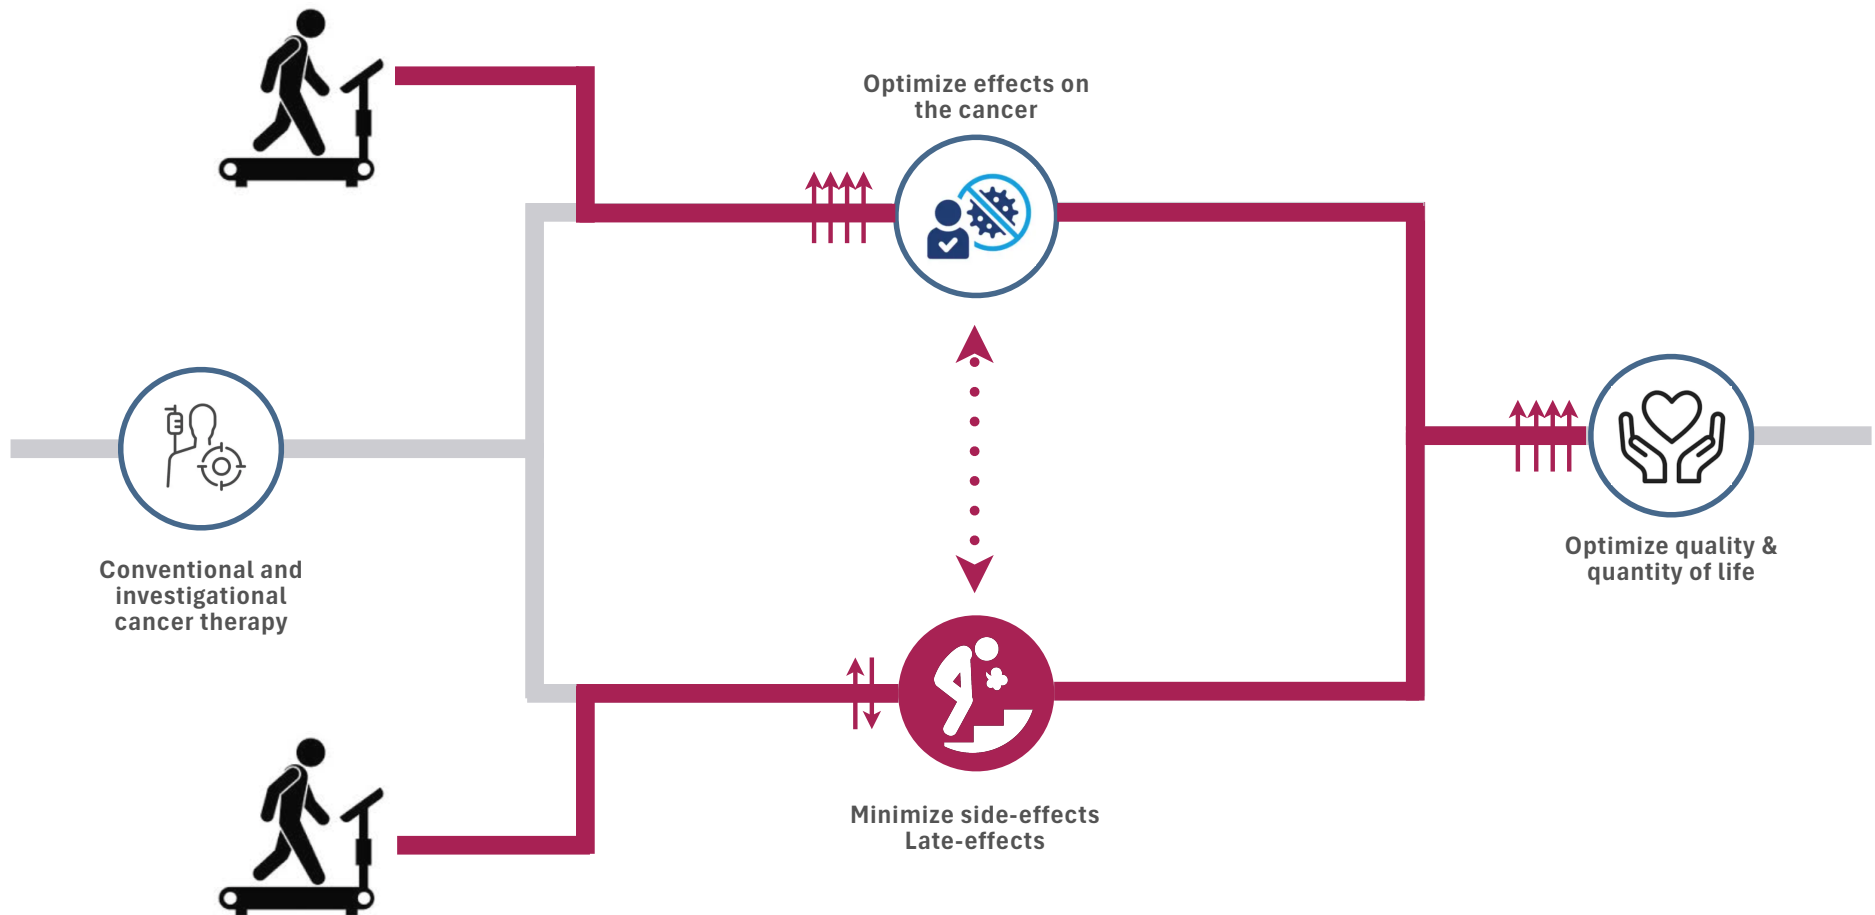 Optimize effects on
the cancer
Conventional and
investigational
cancer therapy
Optimize quality &
quantity of life
Minimize side-effects
Late-effects